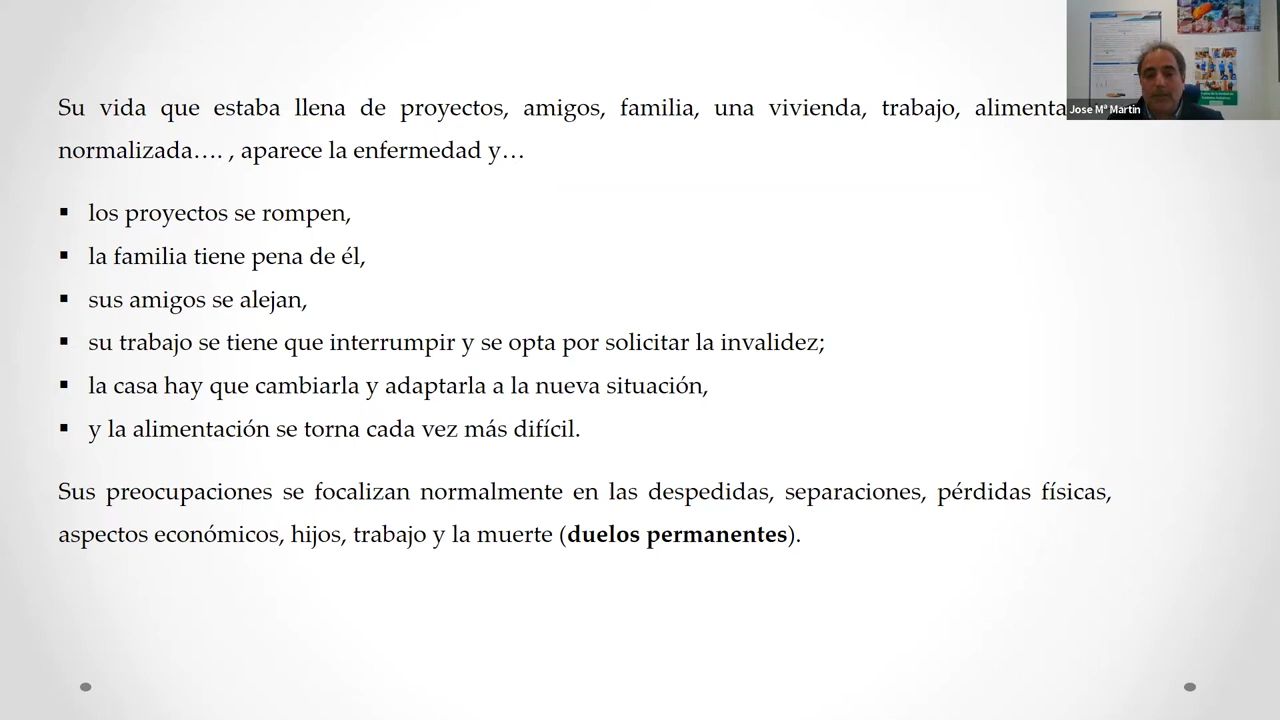 Su vida que estaba llena de proyectos, amigos, familia, una vivienda, trabajo,
normalizada…. , aparece la enfermedad y…
▪ los proyectos se rompen,
▪ la familia tiene pena de él,
▪ sus amigos se alejan,
▪ su trabajo se tiene que interrumpir y se opta por solicitar la invalidez;
▪ la casa hay que cambiarla y adaptarla a la nueva situación,
▪ y la alimentación se torna cada vez más difícil.
Sus preocupaciones se focalizan normalmente en las despedidas, separaciones, pérdidas físicas,
aspectos económicos, hijos, trabajo y la muerte (duelos permanentes).
Jose Mª Martín